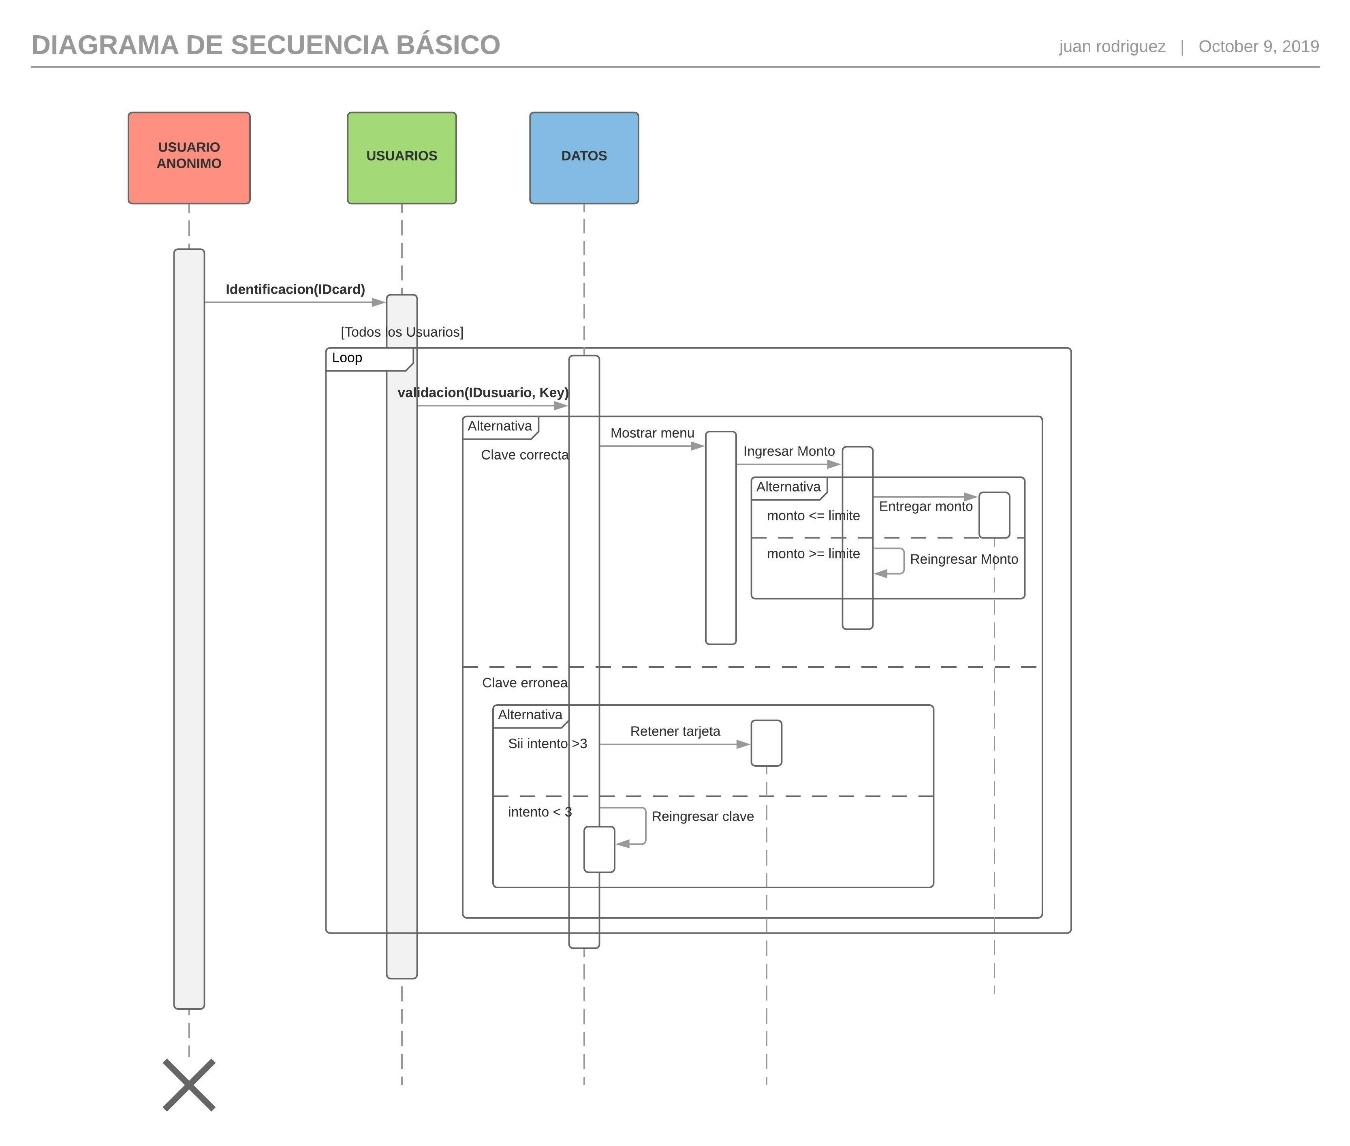 DIAGRAMA DE SECUENCIA BÁSICO
juan rodriguez | October 9, 2019
USUARIO
ANONIMO
USUARIOS
DATOS
Identificacion(IDcard)
[Todos los Usuarios]
Loop
validacion(IDusuario, Key)
Alternativa
Mostrar menu
Clave correcta
Ingresar Monto
Alternativa
Entregar monto
monto <= limite
monto >= limite
Reingresar Monto
Clave erronea
Alternativa
Retener tarjeta
Sii intento >3
intento < 3
Reingresar clave